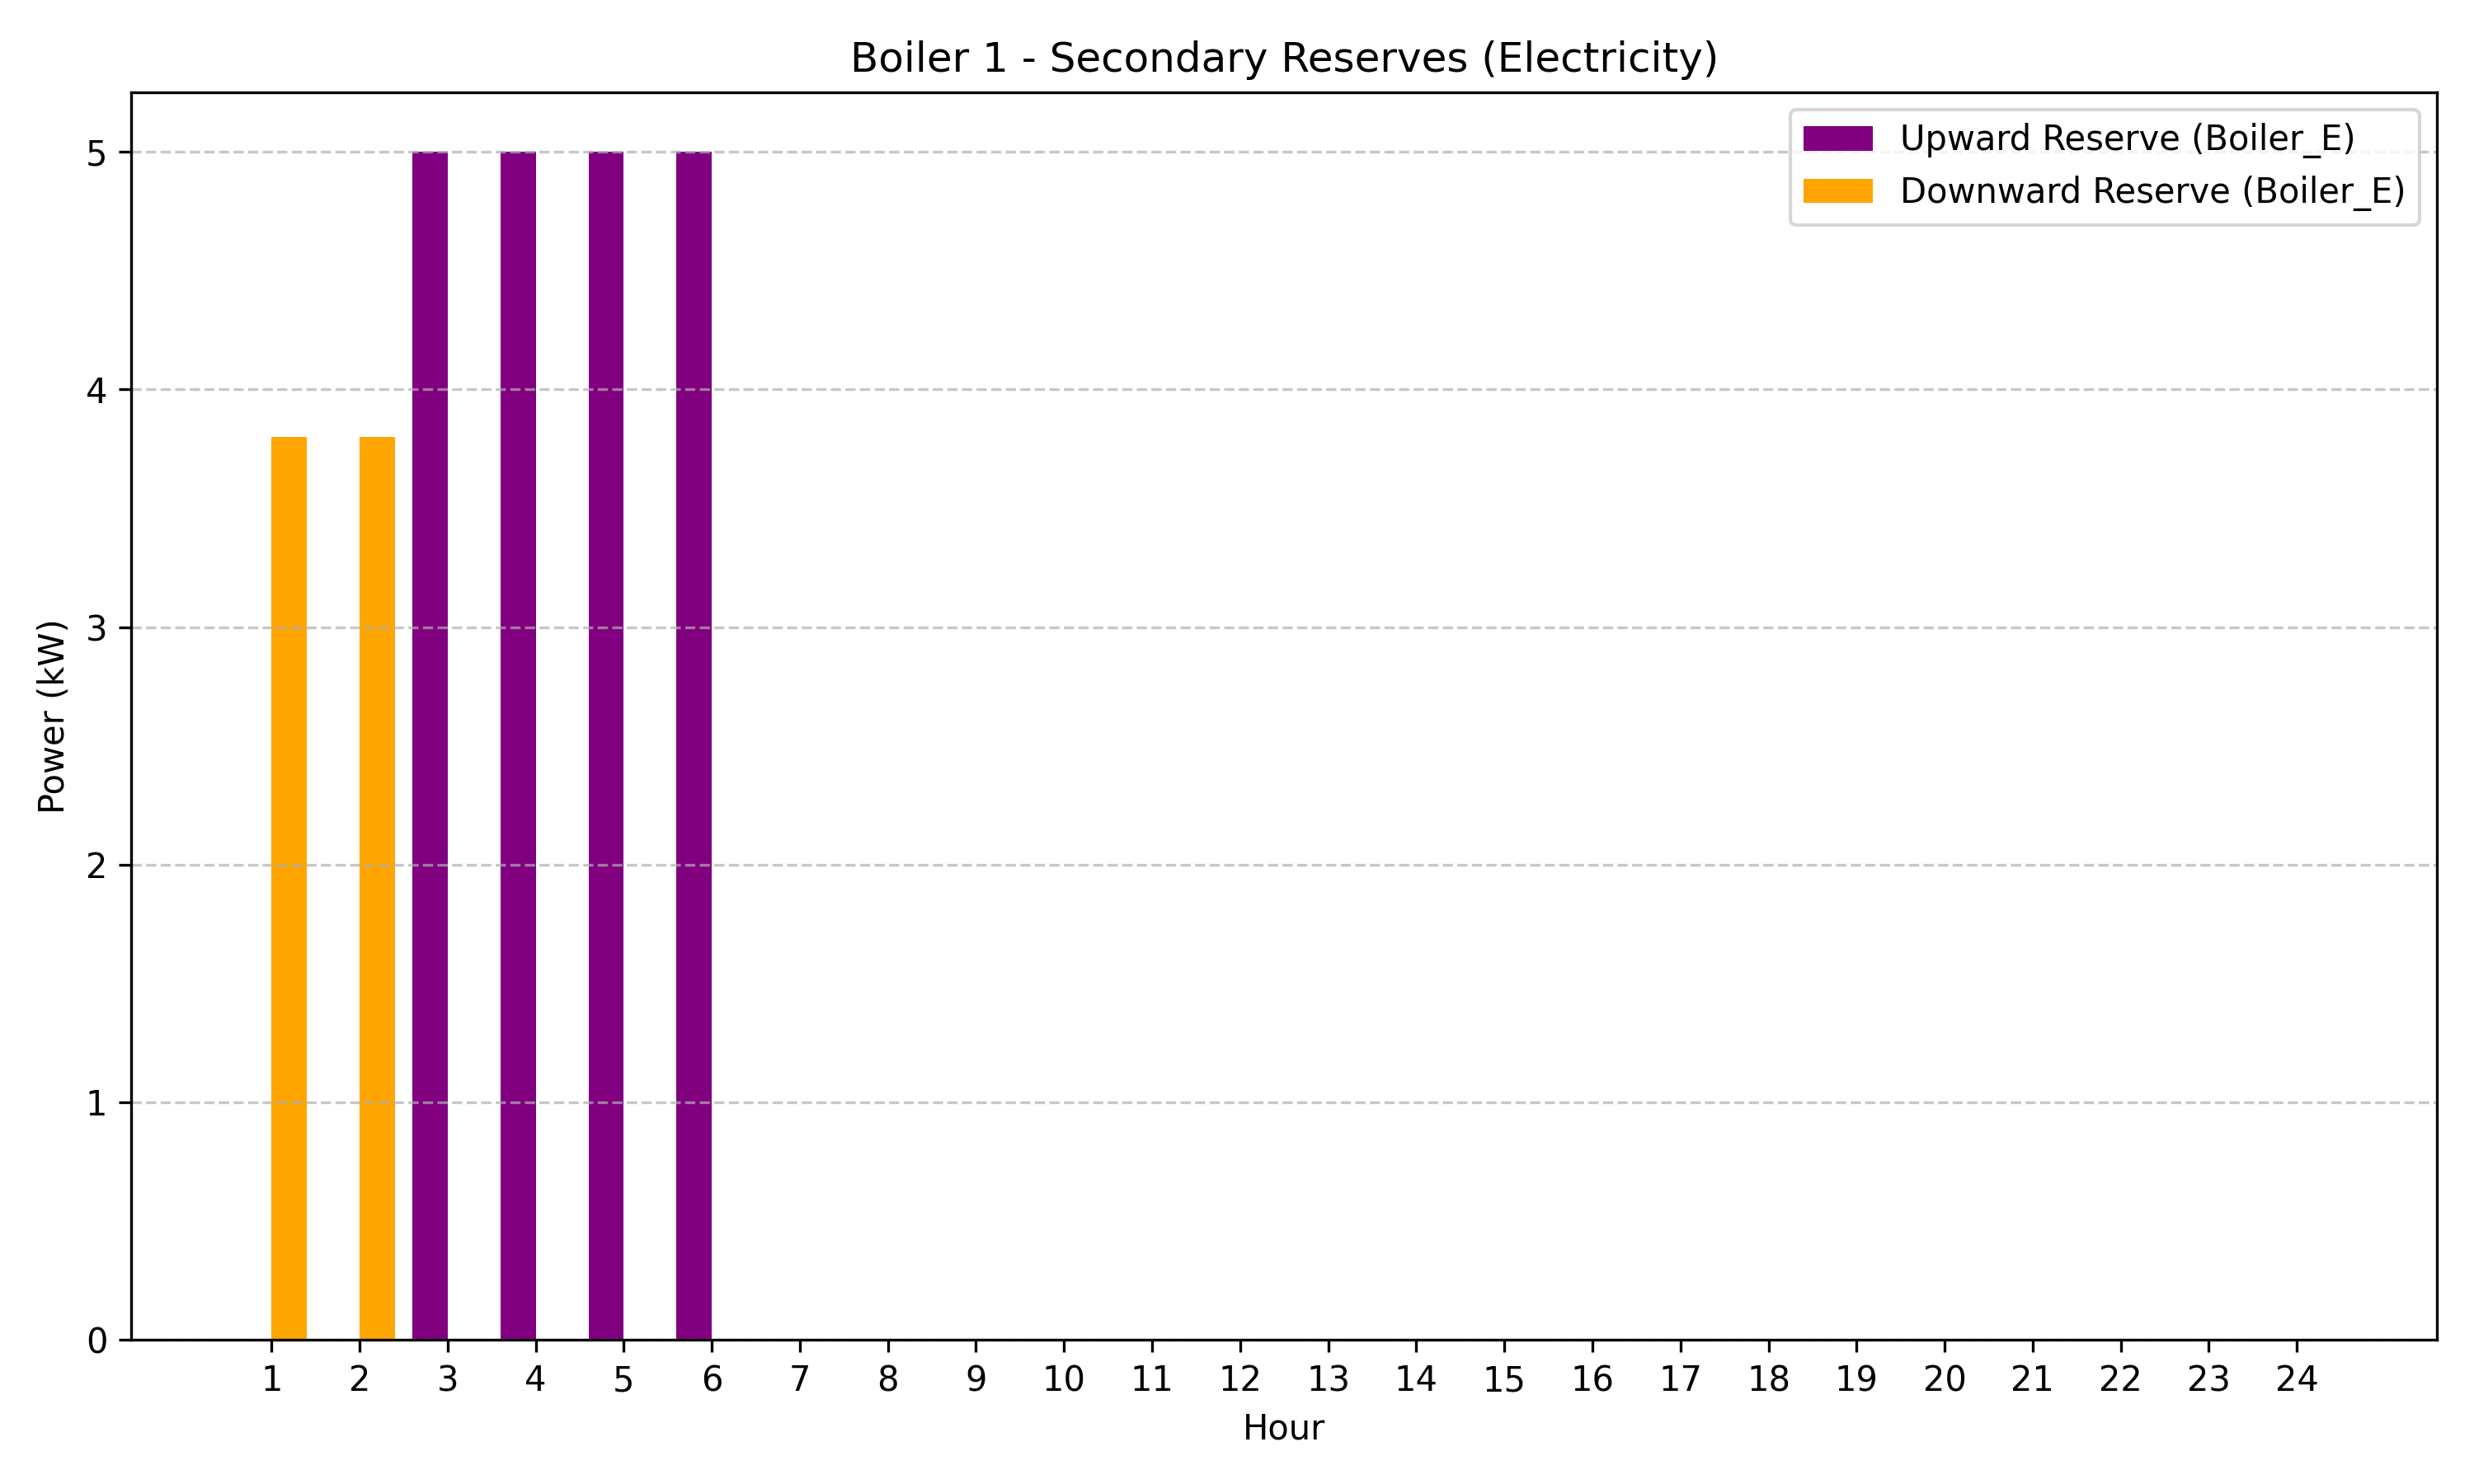 Boiler 1 - Secondary Reserves (Electricity)
Upward Reserve (Boiler_E)
Downward Reserve (Boiler_E)
5
4
3
2
1
0
Power (kW)
1 2 3 4 5 6 7 8 9 10 11 12 13 14 15 16 17 18 19 20 21 22 23 24
Hour